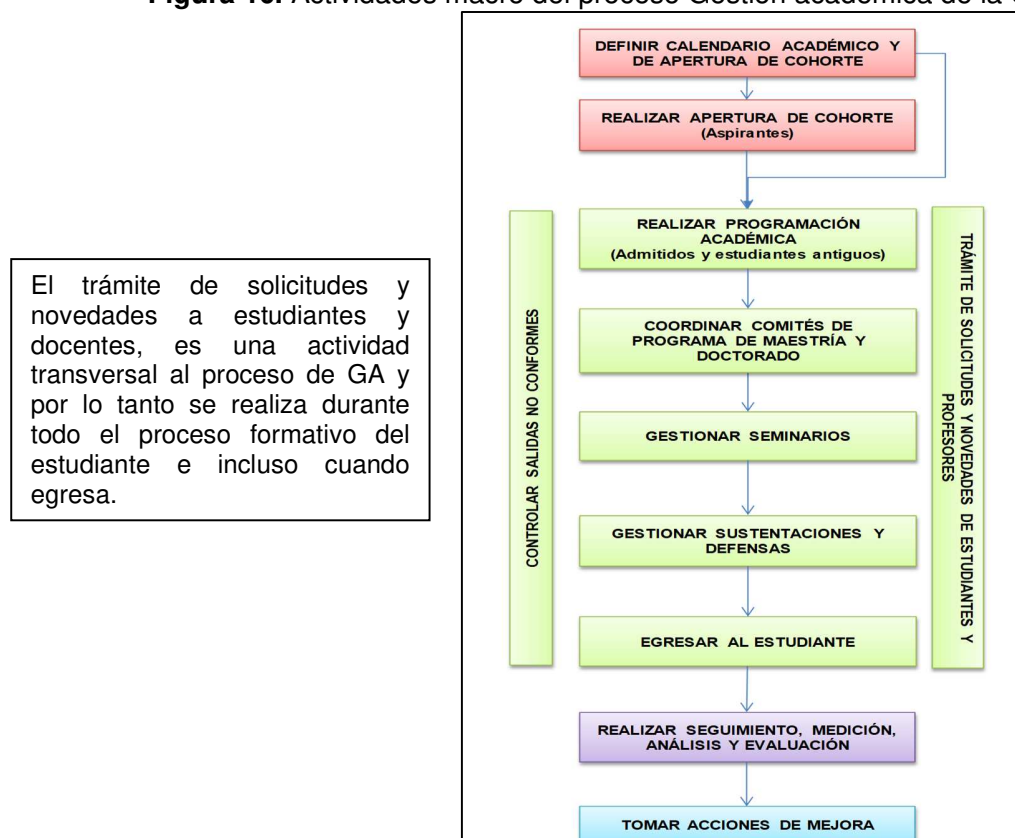 Actividades macro del proceso Gestión académica de la
DEFINIR CALENDARIO ACADÉMICO Y
DE APERTURA DE COHORTE
REALIZAR APERTURA DE COHORTE
(Aspirantes)
REALIZAR PROGRAMACIÓN
ACADÉMICA
(Admitidos y estudiantes antiguos)
El trámite de solicitudes y
novedades a estudiantes y
docentes, es una actividad
transversal al proceso de GA y
por lo tanto se realiza durante
todo el proceso formativo del
estudiante e incluso cuando
egresa.
CONTROLAR SALIDAS NO CONFORMES
TRÁMITE DE SOLICITUDES Y NOVEDADES DE ESTUDIANTES Y
PROFESORES
COORDINAR COMITÉS DE
PROGRAMA DE MAESTRÍA Y
DOCTORADO
GESTIONAR SEMINARIOS
GESTIONAR SUSTENTACIONES Y
DEFENSAS
EGRESAR AL ESTUDIANTE
REALIZAR SEGUIMIENTO, MEDICIÓN,
ANÁLISIS Y EVALUACIÓN
TOMAR ACCIONES DE MEJORA